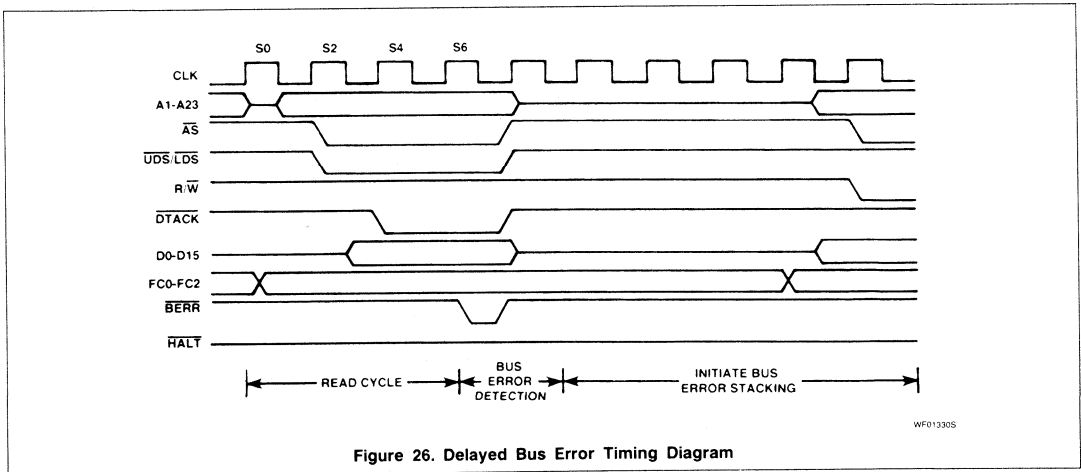 S0 S2 S4 S6
CLK
A1-A23
AS
UDS/LDS
R/W
DTACK
D0-D15
FC0-FC2
BERR
HALT
READ CYCLE
BUS
ERROR
DETECTION
INITIATE BUS
ERROR STACKING
WF01330S
Figure 26. Delayed Bus Error Timing Diagram